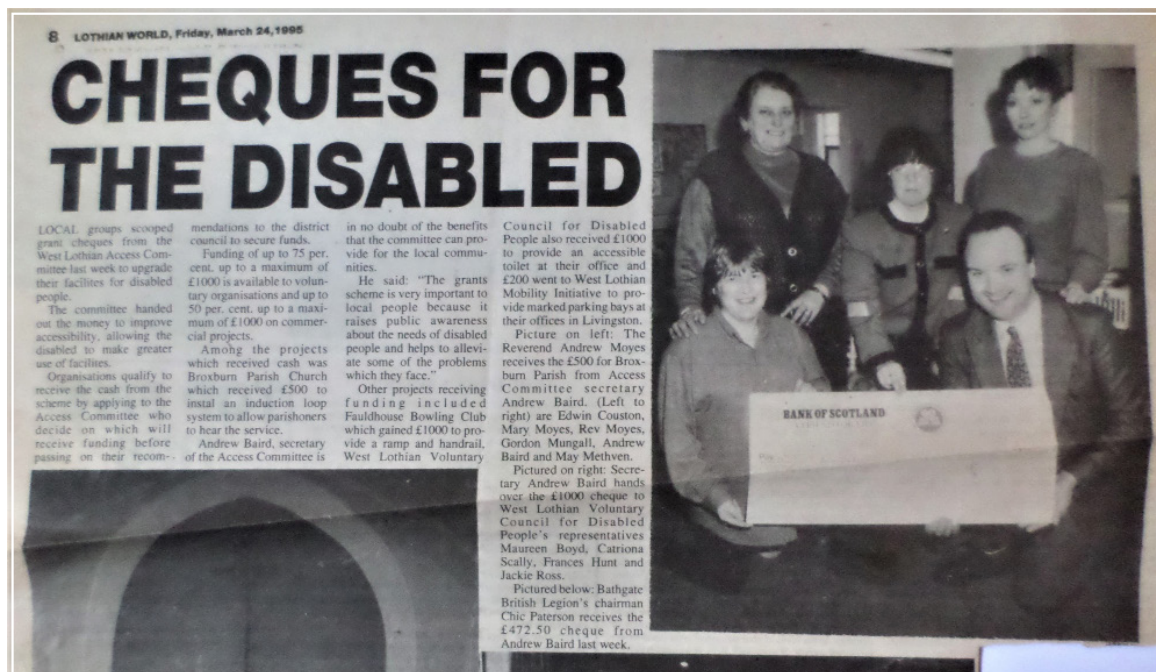 8 LOTHIAN WORLD, Friday, March 24, 1995
CHEQUES FOR
THE DISABLED
LOCAL groups scooped
grant cheques from the
West Lothian Access Com-
mittee last week to upgrade
their facilites for disabled
people.
The committee handed
out the money to improve
accessibility, allowing the
disabled to make greater
use of facilites.
Organisations qualify to
receive the cash from the
scheme by applying to the
Access Committee who
decide on which will
receive funding before
passing on their recom-
mendations to the district
council to secure funds.
Funding of up to 75 per.
cent. up to a maximum of
£1000 is available to volun-
tary organisations and up to
50 per. cent. up to a maxi-
mum of £1000 on commer-
cial projects.
Among the projects
which received cash was
Broxburn Parish Church
which received £500 to
instal an induction loop
system to allow parishoners
to hear the service.
Andrew Baird, secretary
of the Access Committee is
in no doubt of the benefits
that the committee can pro-
vide for the local commu-
nities.
He said: "The grants
scheme is very important to
local people because it
raises public awareness
about the needs of disabled
people and helps to allevi-
ate some of the problems
which they face."
Other projects receiving
funding included
Fauldhouse Bowling Club
which gained £1000 to pro-
vide a ramp and handrail,
West Lothian Voluntary
Council for Disabled
People also received £1000
to provide an accessible
toilet at their office and
£200 went to West Lothian
Mobility Initiative to pro-
vide marked parking bays at
their offices in Livingston.
Picture on left: The
Reverend Andrew Moyes
receives the £500 for Brox-
burn Parish from Access
Committee secretary
Andrew Baird. (Left to
right) are Edwin Couston,
Mary Moyes, Rev Moyes,
Gordon Mungall, Andrew
Baird and May Methven.
Pictured on right: Secre-
tary Andrew Baird hands
over the £1000 cheque to
West Lothian Voluntary
Council for Disabled
People's representatives
Maureen Boyd, Catriona
Scally, Frances Hunt and
Jackie Ross.
Pictured below: Bathgate
British Legion's chairman
Chic Paterson receives the
£472.50 cheque from
Andrew Baird last week.
BANK OF SCOTLAND